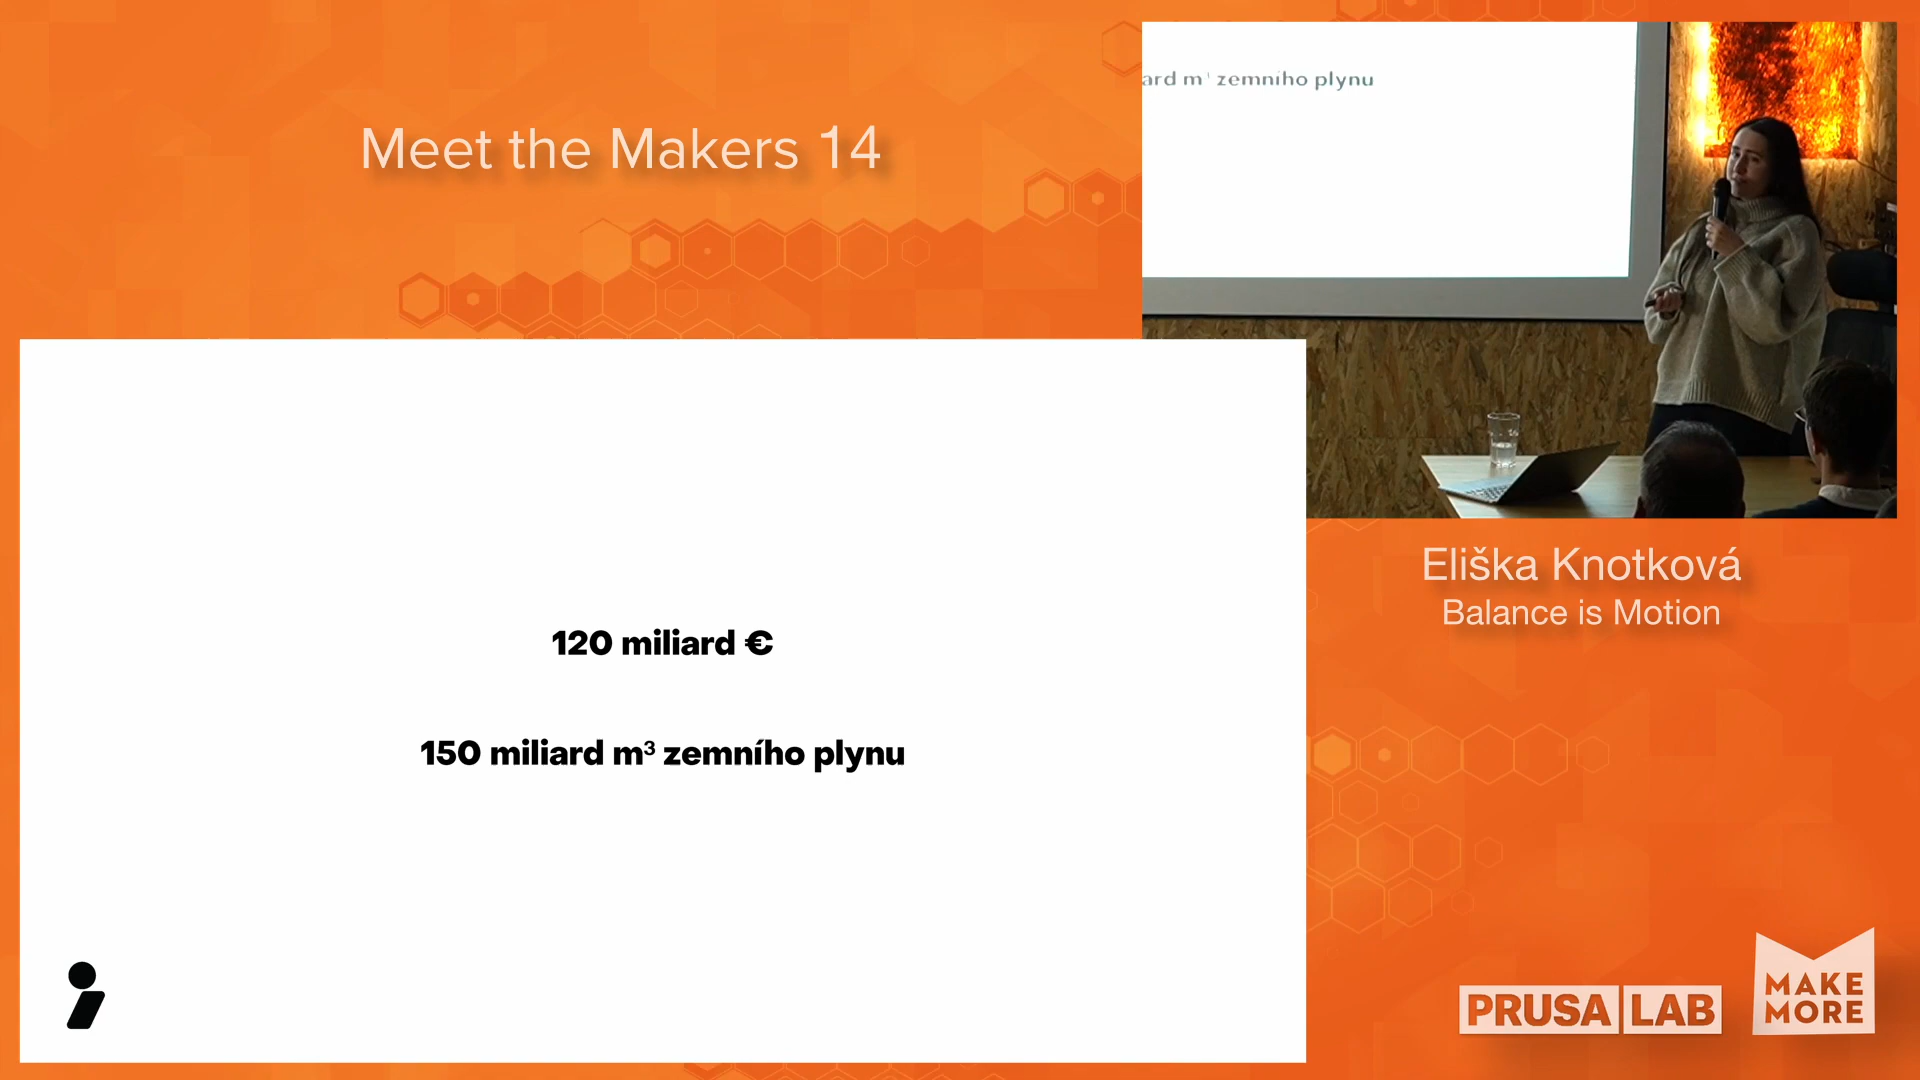 Meet the Makers 14
ard m³ zemního plynu
120 miliard €
150 miliard m³ zemního plynu
Eliška Knotková
Balance is Motion
PRUSA LAB
MAKE
MORE